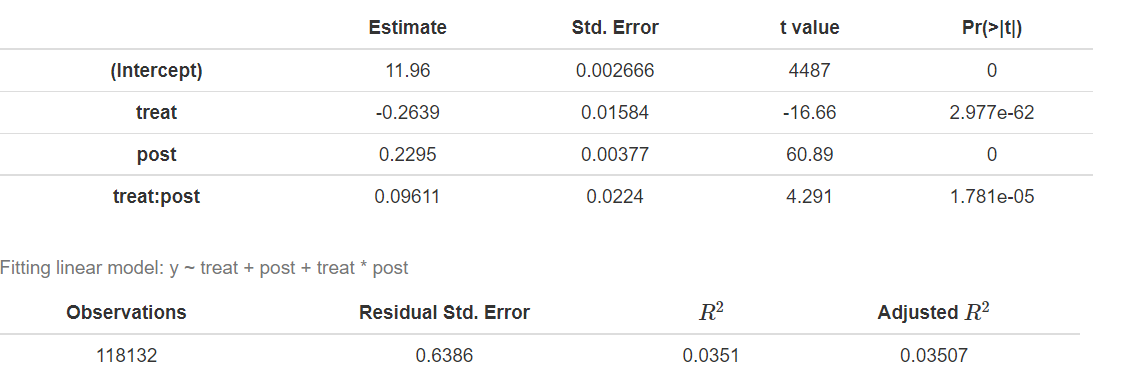 Estimate Std. Error t value Pr(>|t|)
(Intercept) 11.96 0.002666 4487 0
treat -0.2639 0.01584 -16.66 2.977e-62
post 0.2295 0.00377 60.89 0
treat:post 0.09611 0.0224 4.291 1.781e-05
Fitting linear model: y ~ treat + post + treat * post
Observations Residual Std. Error R² Adjusted R²
118132 0.6386 0.0351 0.03507